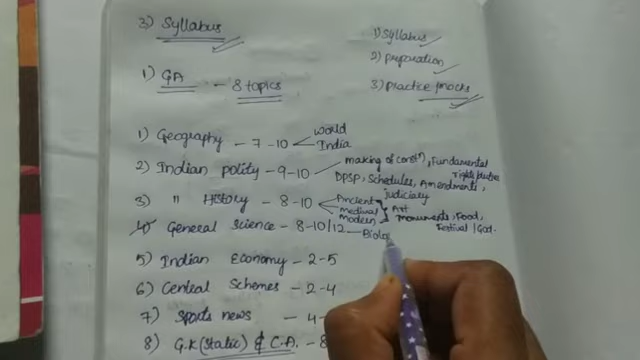 3) Syllabus
1) Syllabus
2) preparation
3) Practice mocks
1) GA - 8 topics
1) Geography - 7-10 World India
2) Indian polity - 9-10 making of constn, Fundamental rights, duties
DPSP, Schedules, Amendments, judiciary
3) " History - 8-10 Ancient medival modern Art monuments, Food, Festival / God.
4) General Science - 8-10/12 - Biolo
5) Indian Economy - 2-5
6) Central Schemes - 2-4
7) Sports news - 4-
8) G.K (Static) & C.A. - 8